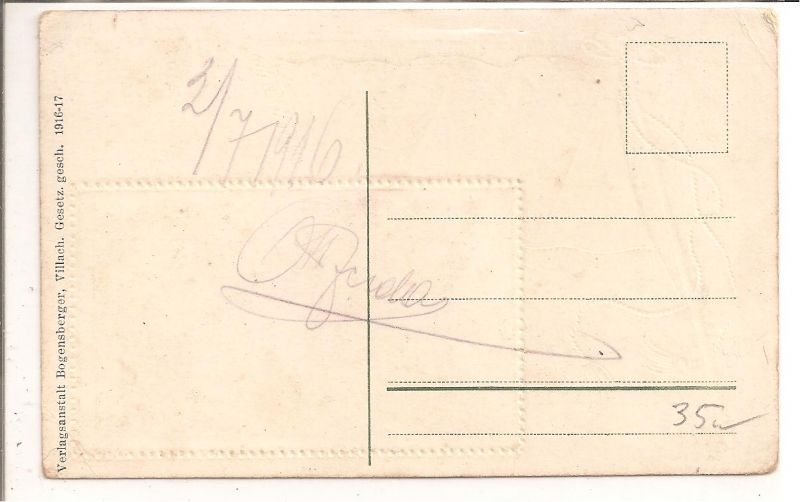 Verlagsanstalt Bogensberger, Villach. Gesetz. gesch. 1916-17
2/7 1916
35